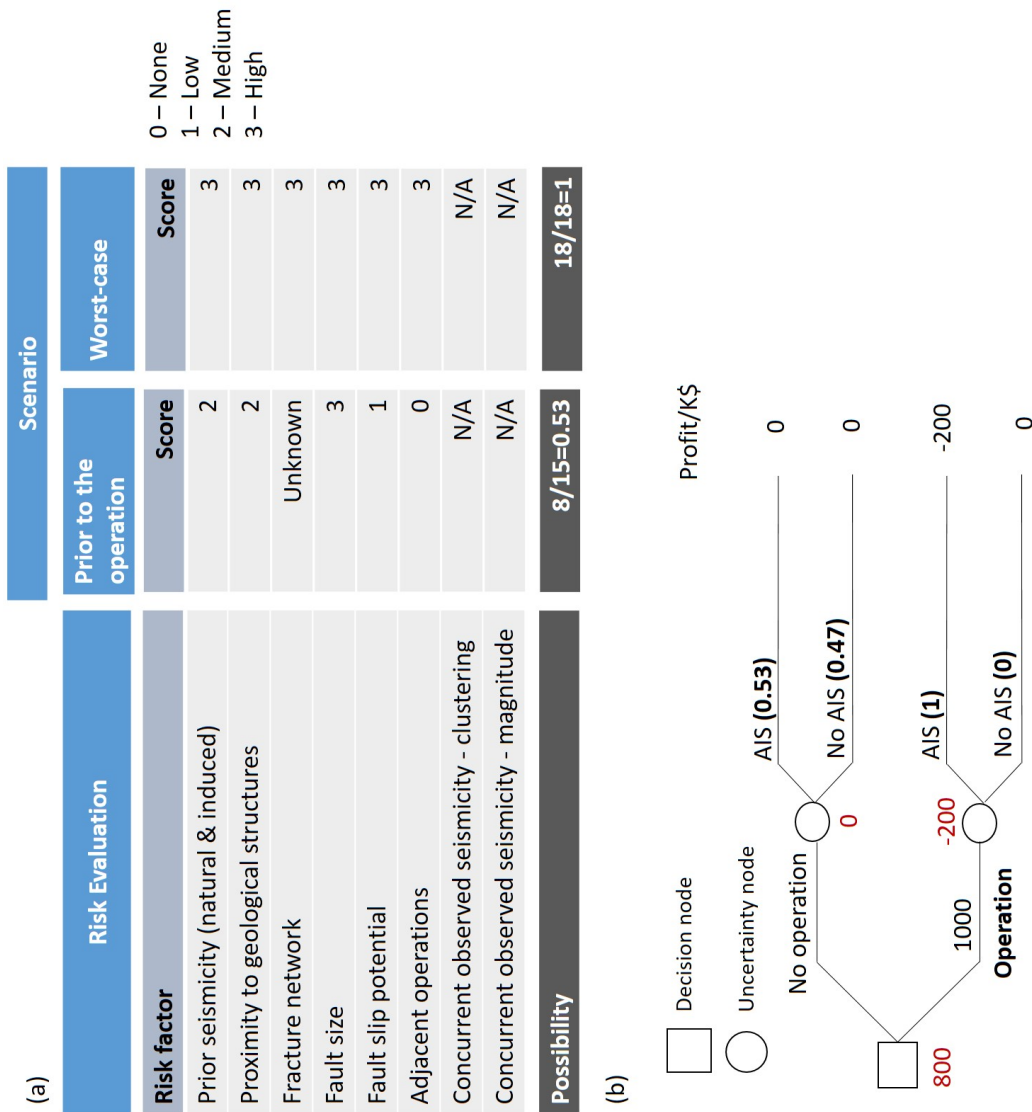 (a)
Scenario
Risk Evaluation
Prior to the
operation
Worst-case
Risk factor
Score
Score
Prior seismicity (natural & induced)
2
3
Proximity to geological structures
2
3
Fracture network
Unknown
3
Fault size
3
3
Fault slip potential
1
3
Adjacent operations
0
3
Concurrent observed seismicity - clustering
N/A
N/A
Concurrent observed seismicity - magnitude
N/A
N/A
Possibility
8/15=0.53
18/18=1
0 – None
1 – Low
2 – Medium
3 – High
(b)
Decision node
Uncertainty node
Profit/K$
No operation
0
AIS (0.53)
0
No AIS (0.47)
0
800
1000
Operation
-200
AIS (1)
-200
No AIS (0)
0